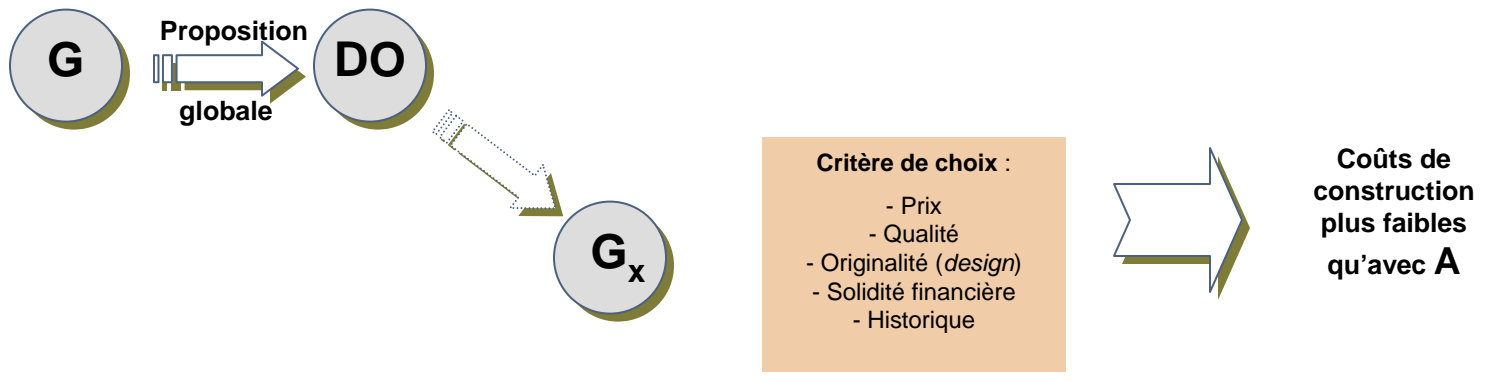 G
Proposition
globale
DO
Gx
Critère de choix :
- Prix
- Qualité
- Originalité (design)
- Solidité financière
- Historique
Coûts de
construction
plus faibles
qu’avec A